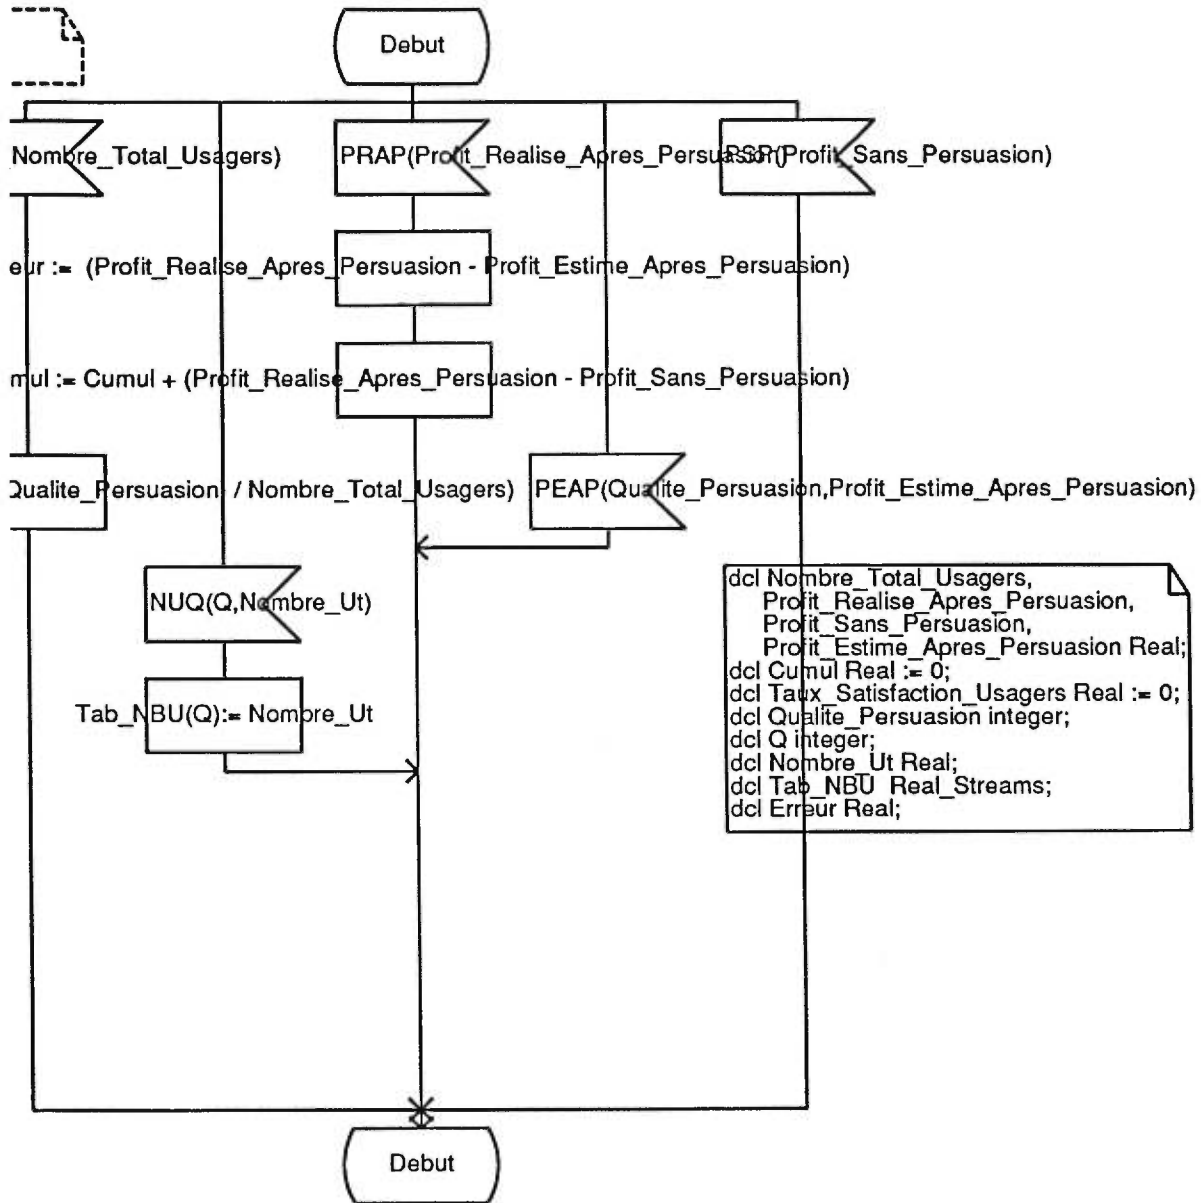 Debut
Nombre_Total_Usagers)
PRAP(Profit_Realise_Apres_Persuasion)
PSP(Profit_Sans_Persuasion)
eur := (Profit_Realise_Apres_Persuasion - Profit_Estime_Apres_Persuasion)
mul := Cumul + (Profit_Realise_Apres_Persuasion - Profit_Sans_Persuasion)
Qualite_Persuasion / Nombre_Total_Usagers)
PEAP(Qualite_Persuasion,Profit_Estime_Apres_Persuasion)
NUQ(Q,Nombre_Ut)
Tab_NBU(Q):= Nombre_Ut
dcl Nombre_Total_Usagers,
Profit_Realise_Apres_Persuasion,
Profit_Sans_Persuasion,
Profit_Estime_Apres_Persuasion Real;
dcl Cumul Real := 0;
dcl Taux_Satisfaction_Usagers Real := 0;
dcl Qualite_Persuasion integer;
dcl Q integer;
dcl Nombre_Ut Real;
dcl Tab_NBU Real_Streams;
dcl Erreur Real;
Debut